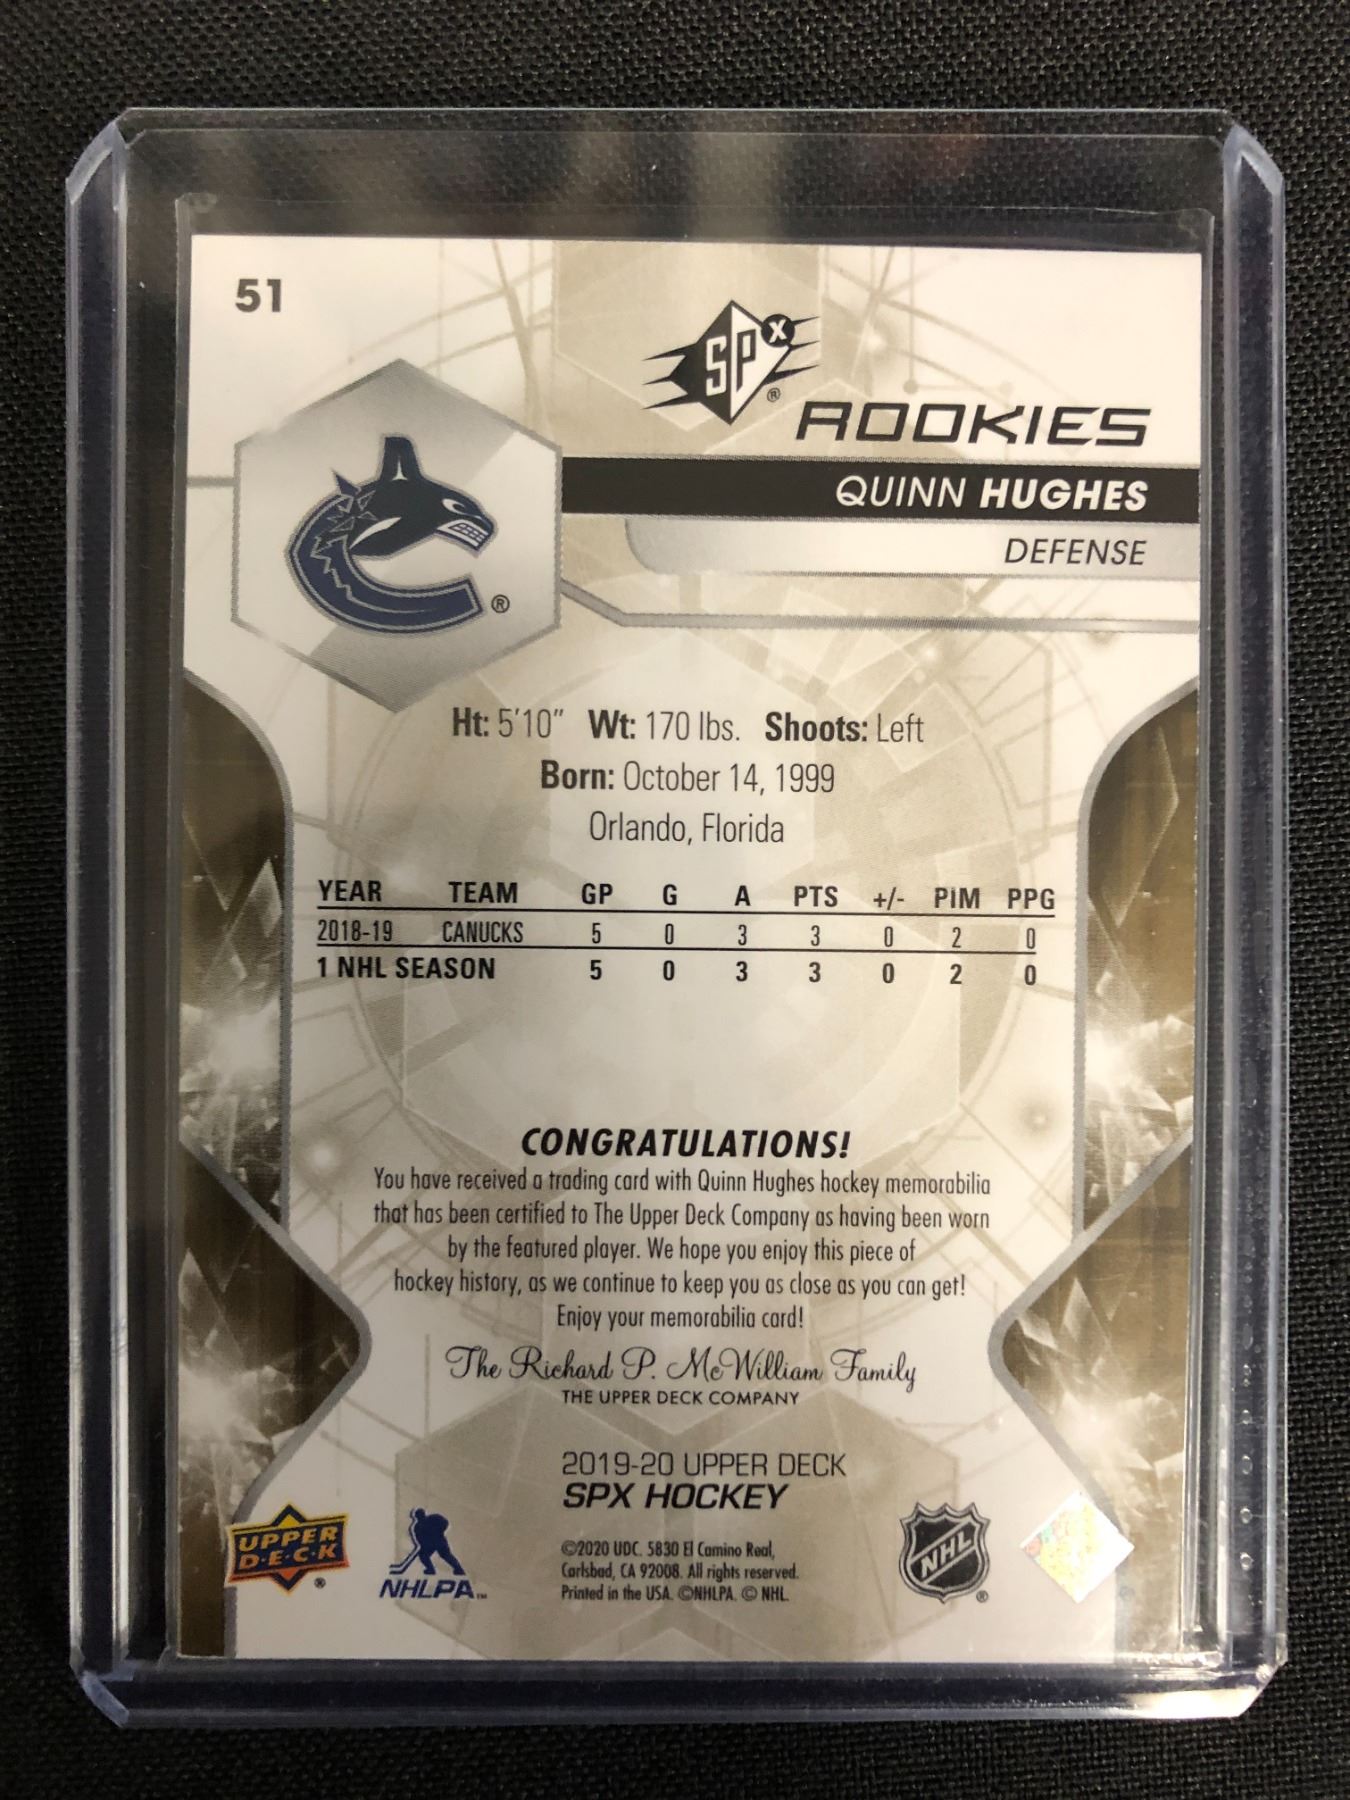 51
SPX®
ROOKIES
QUINN HUGHES
DEFENSE
®
Ht: 5'10" Wt: 170 lbs. Shoots: Left
Born: October 14, 1999
Orlando, Florida
YEAR TEAM GP G A PTS +/- PIM PPG
2018-19 CANUCKS 5 0 3 3 0 2 0
1 NHL SEASON 5 0 3 3 0 2 0
CONGRATULATIONS!
You have received a trading card with Quinn Hughes hockey memorabilia
that has been certified to The Upper Deck Company as having been worn
by the featured player. We hope you enjoy this piece of
hockey history, as we continue to keep you as close as you can get!
Enjoy your memorabilia card!
The Richard P. McWilliam Family
THE UPPER DECK COMPANY
2019-20 UPPER DECK
SPX HOCKEY
UPPER
D·E·C·K
®
NHLPA™
©2020 UDC. 5830 El Camino Real,
Carlsbad, CA 92008. All rights reserved.
Printed in the USA. ©NHLPA. © NHL.
NHL
®